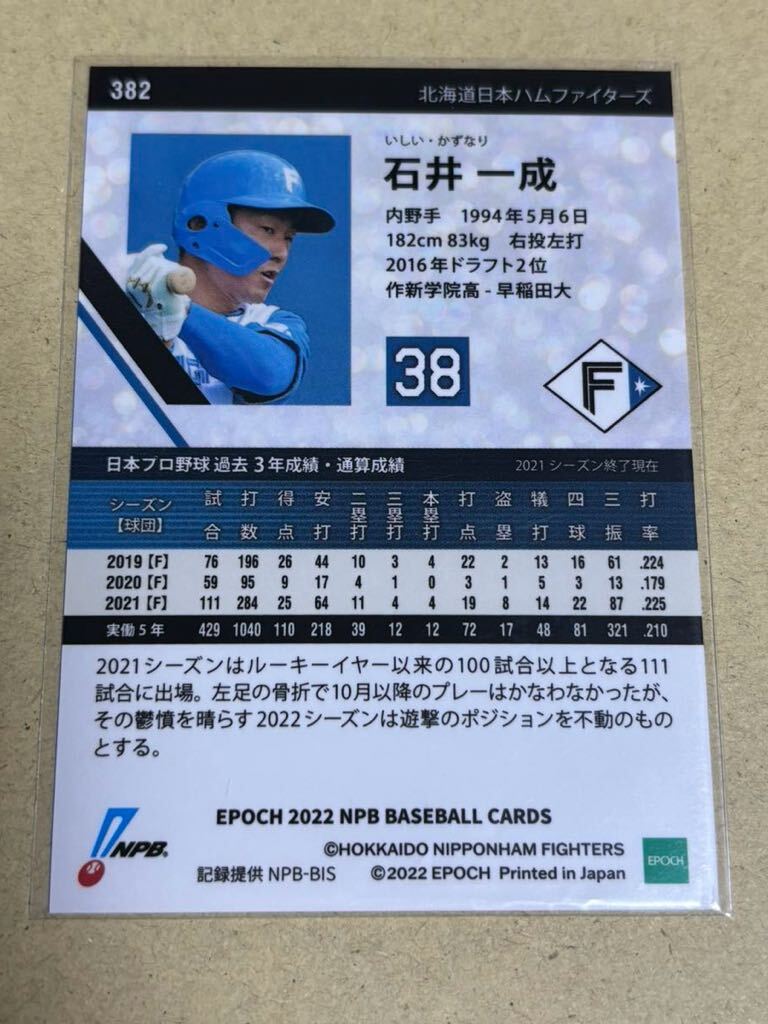 382
北海道日本ハムファイターズ
いしい・かずなり
石井 一成
内野手 1994年5月6日
182cm 83kg 右投左打
2016年ドラフト2位
作新学院高 - 早稲田大
F
38
F
日本プロ野球 過去3年成績・通算成績 2021シーズン終了現在
シーズン【球団】 試合 打数 得点 安打 二塁打 三塁打 本塁打 打点 盗塁 犠打 四球 三振 打率
2019【F】 76 196 26 44 10 3 4 22 2 13 16 61 .224
2020【F】 59 95 9 17 4 1 0 3 1 5 3 13 .179
2021【F】 111 284 25 64 11 4 4 19 8 14 22 87 .225
実働5年 429 1040 110 218 39 12 12 72 17 48 81 321 .210
2021シーズンはルーキーイヤー以来の100試合以上となる111
試合に出場。左足の骨折で10月以降のプレーはかなわなかったが、
その鬱憤を晴らす2022シーズンは遊撃のポジションを不動のもの
とする。
EPOCH 2022 NPB BASEBALL CARDS
NPB®
©HOKKAIDO NIPPONHAM FIGHTERS
記録提供 NPB-BIS ©2022 EPOCH Printed in Japan
EPOCH